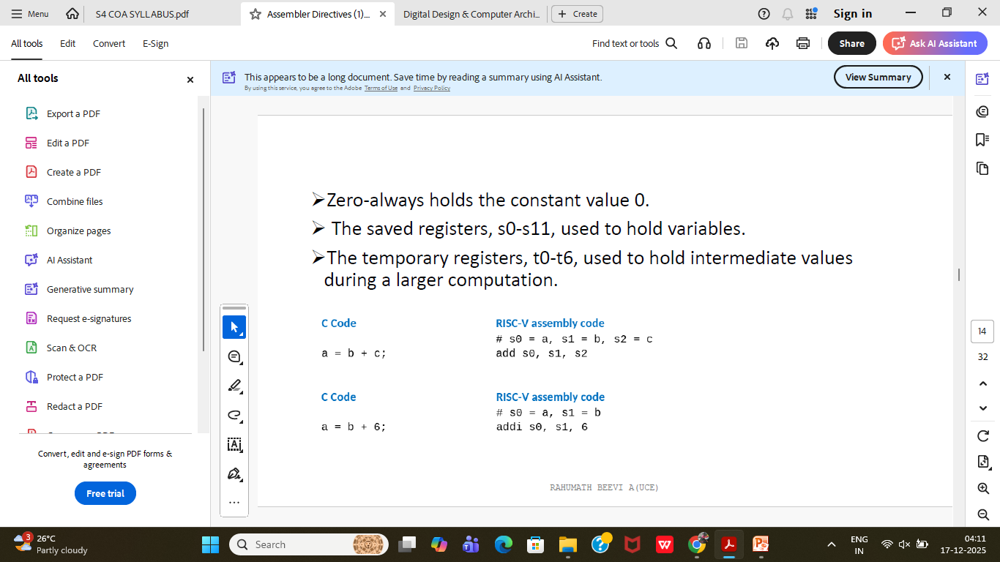 Menu
S4 COA SYLLABUS.pdf
Assembler Directives (1)....
Digital Design & Computer Archi...
+ Create
Sign in
All tools
Edit
Convert
E-Sign
Find text or tools
Share
Ask AI Assistant
All tools
This appears to be a long document. Save time by reading a summary using AI Assistant.
By using this service, you agree to the Adobe Terms of Use and Privacy Policy
View Summary
Export a PDF
Edit a PDF
Create a PDF
Combine files
Organize pages
AI Assistant
Generative summary
Request e-signatures
Scan & OCR
Protect a PDF
Redact a PDF
Convert, edit and e-sign PDF forms &
agreements
Free trial
➢Zero-always holds the constant value 0.
➢ The saved registers, s0-s11, used to hold variables.
➢The temporary registers, t0-t6, used to hold intermediate values
during a larger computation.
C Code
RISC-V assembly code
# s0 = a, s1 = b, s2 = c
a = b + c;
add s0, s1, s2
C Code
RISC-V assembly code
# s0 = a, s1 = b
a = b + 6;
addi s0, s1, 6
RAHUMATH BEEVI A(UCE)
14
32
3
26°C
Partly cloudy
Search
ENG
IN
04:11
17-12-2025